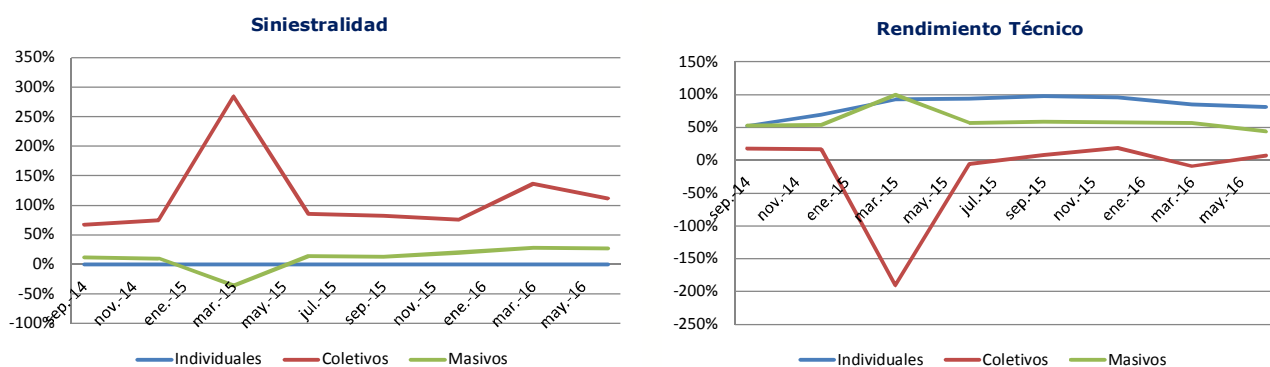 Siniestralidad
350%
300%
250%
200%
150%
100%
50%
0%
-50%
-100%
sep.-14
nov.-14
ene.-15
mar.-15
may.-15
jul.-15
sep.-15
nov.-15
ene.-16
mar.-16
may.-16
Individuales
Coletivos
Masivos
Rendimiento Técnico
150%
100%
50%
0%
-50%
-100%
-150%
-200%
-250%
sep.-14
nov.-14
ene.-15
mar.-15
may.-15
jul.-15
sep.-15
nov.-15
ene.-16
mar.-16
may.-16
Individuales
Coletivos
Masivos